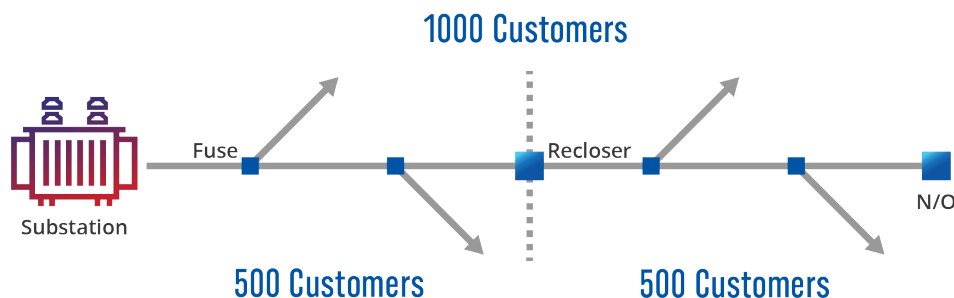 1000 Customers
Fuse
Recloser
Substation
N/O
500 Customers
500 Customers